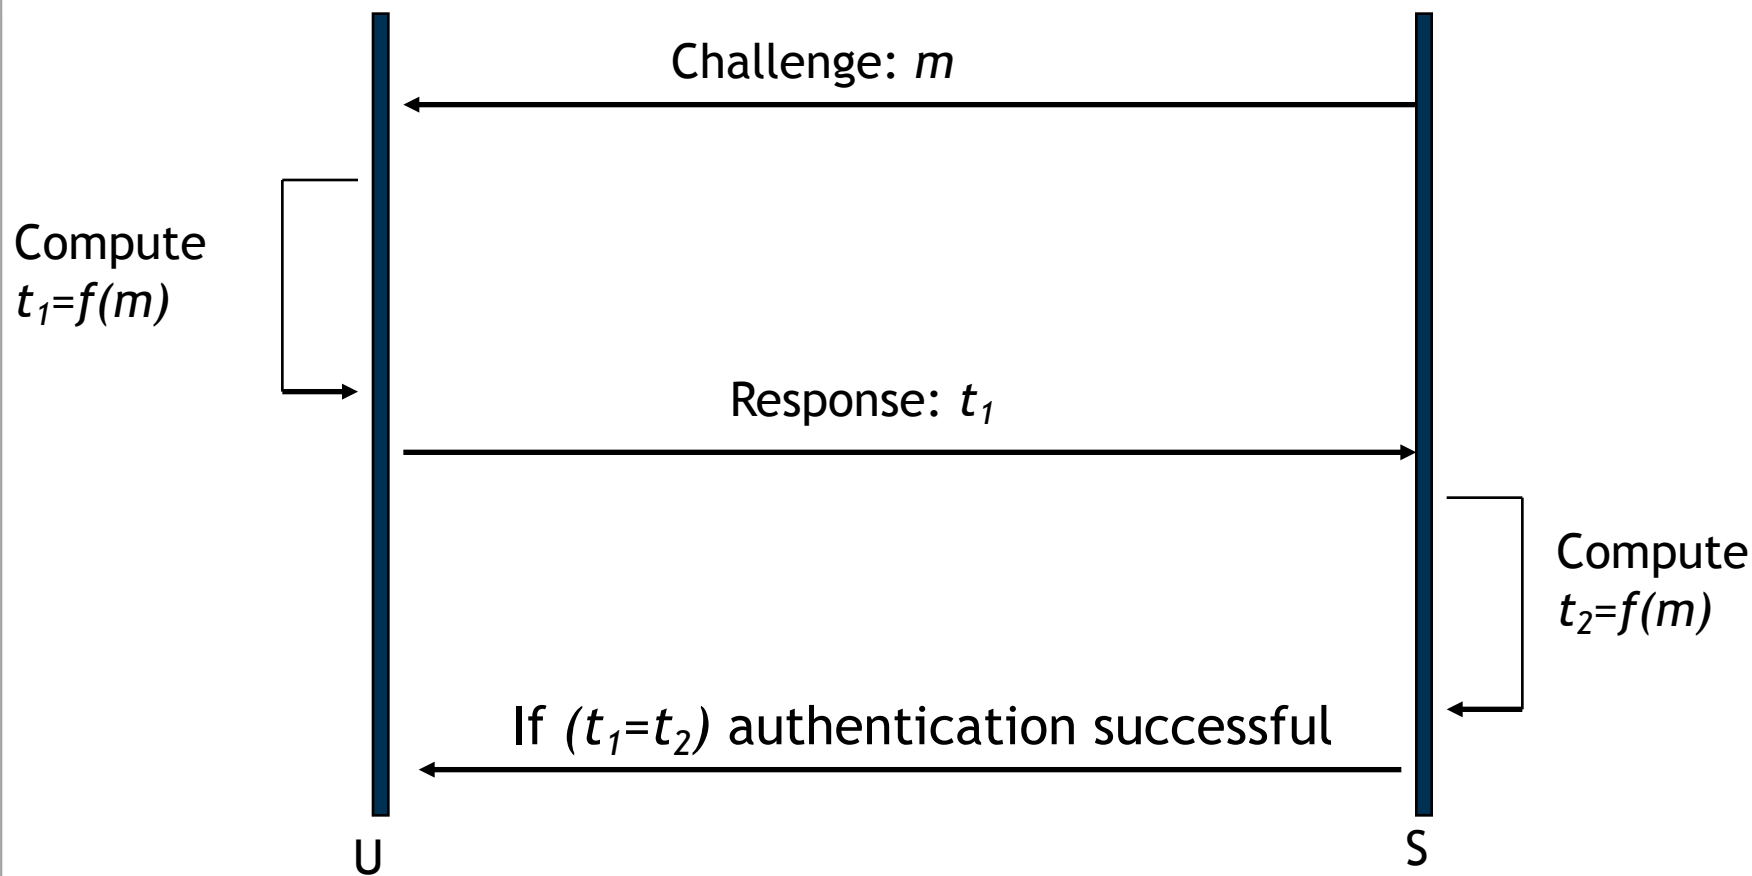 Challenge: m
Compute
t₁=f(m)
Response: t₁
Compute
t₂=f(m)
If (t₁=t₂) authentication successful
U
S